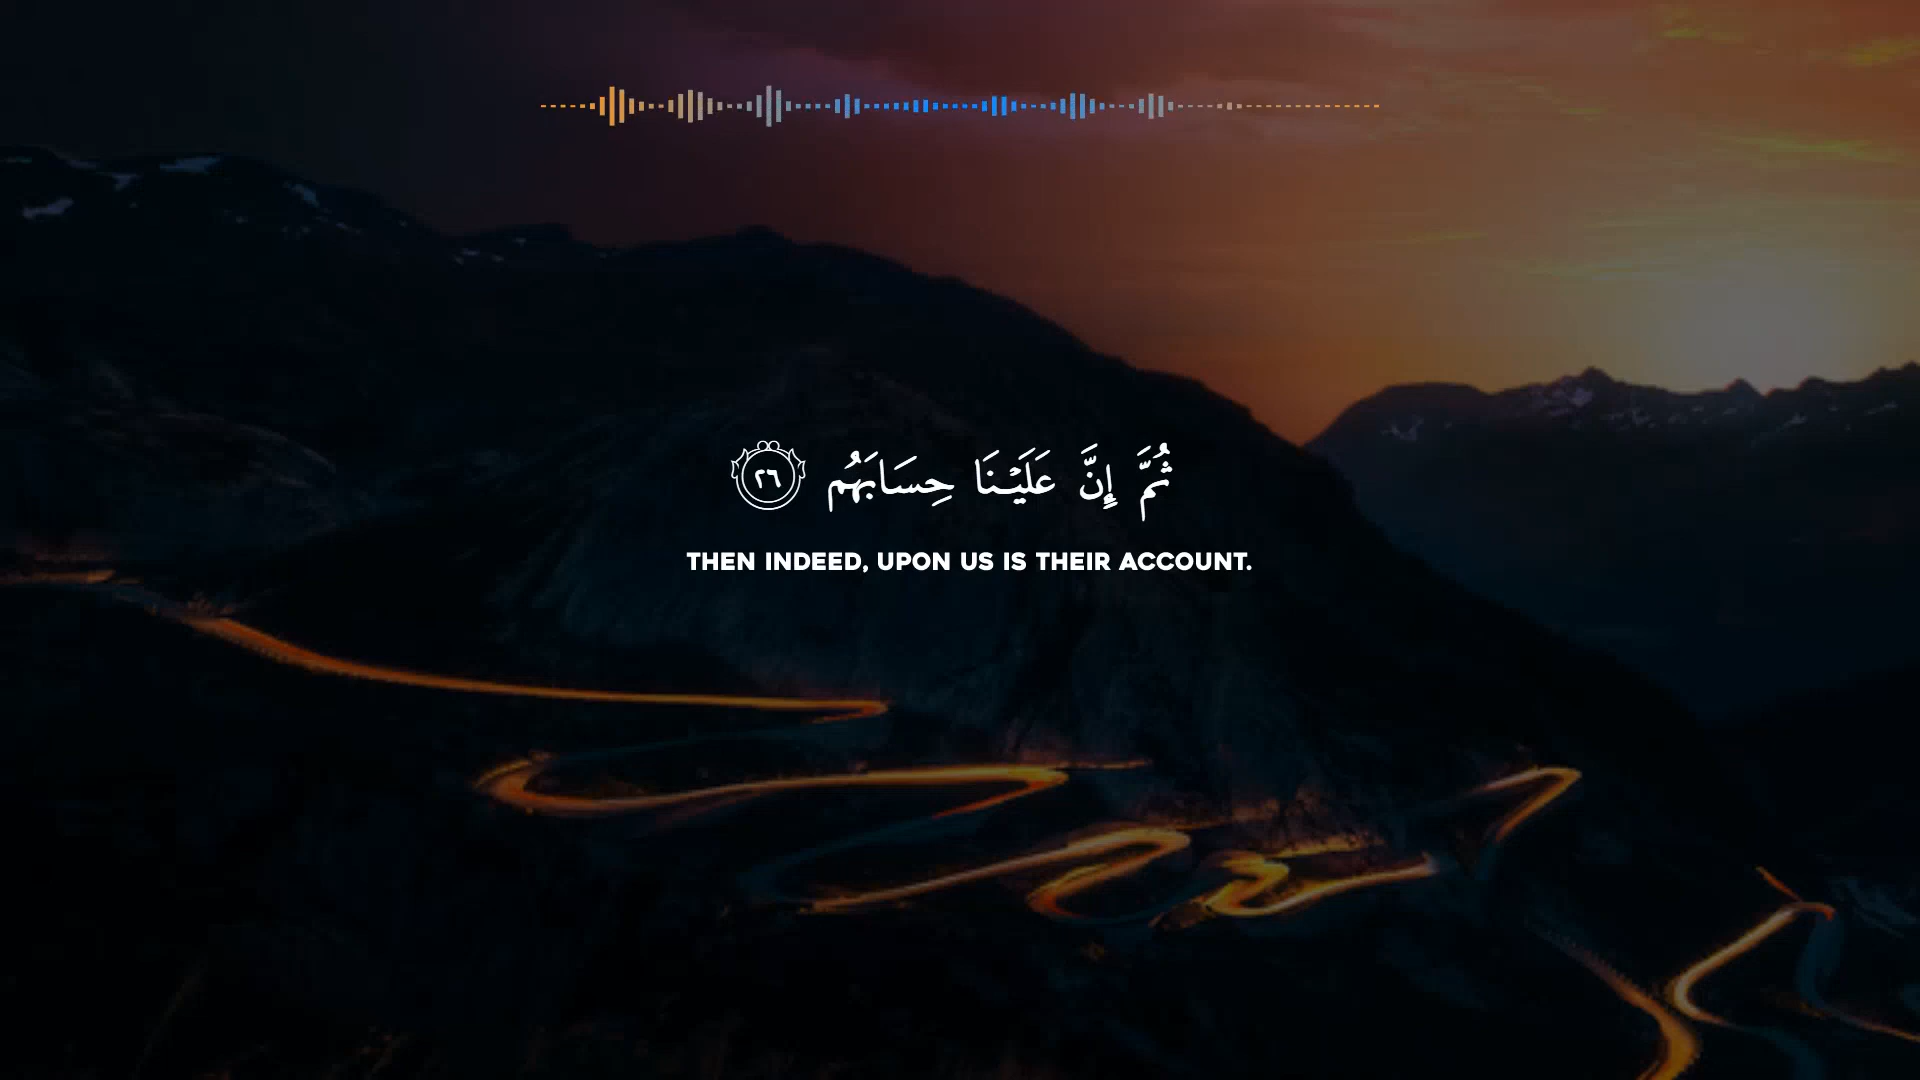 ثُمَّ إِنَّ عَلَيْنَا حِسَابَهُم ٢٦
THEN INDEED, UPON US IS THEIR ACCOUNT.